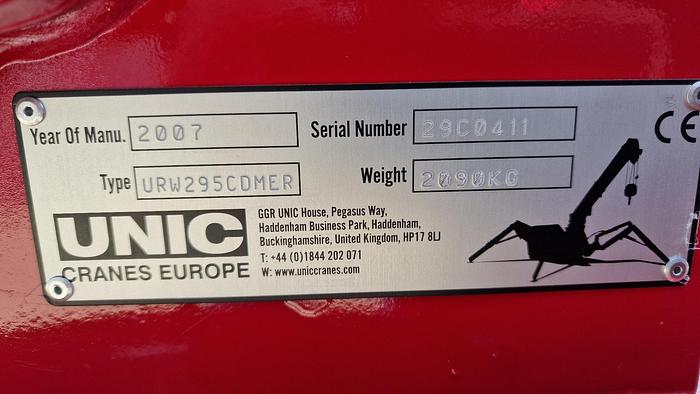 Year Of Manu. 2007
Serial Number 29C0411
CE
Type URW295CDMER
Weight 2090KG
UNIC
CRANES EUROPE
GGR UNIC House, Pegasus Way,
Haddenham Business Park, Haddenham,
Buckinghamshire, United Kingdom, HP17 8LJ
T: +44 (0)1844 202 071
W: www.uniccranes.com